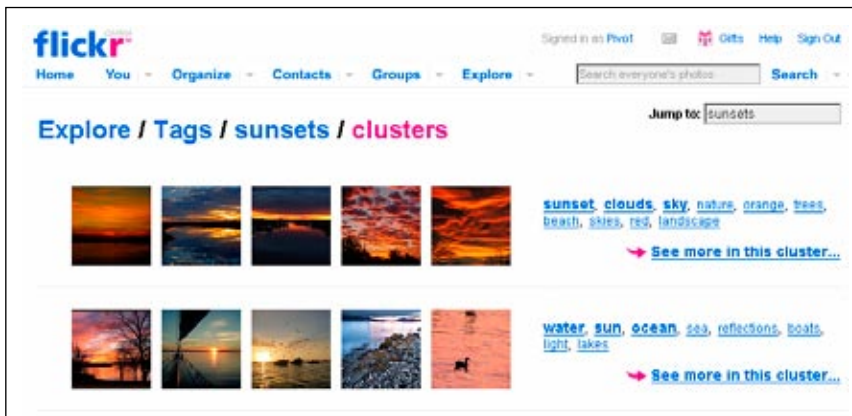 flickr
Signed in as Pivot Gifts Help Sign Out
Home You Organize Contacts Groups Explore Search everyone's photos Search
Jump to: sunsets
Explore / Tags / sunsets / clusters
sunset, clouds, sky, nature, orange, trees,
beach, skies, red, landscape
See more in this cluster...
water, sun, ocean, sea, reflections, boats,
light, lakes
See more in this cluster...